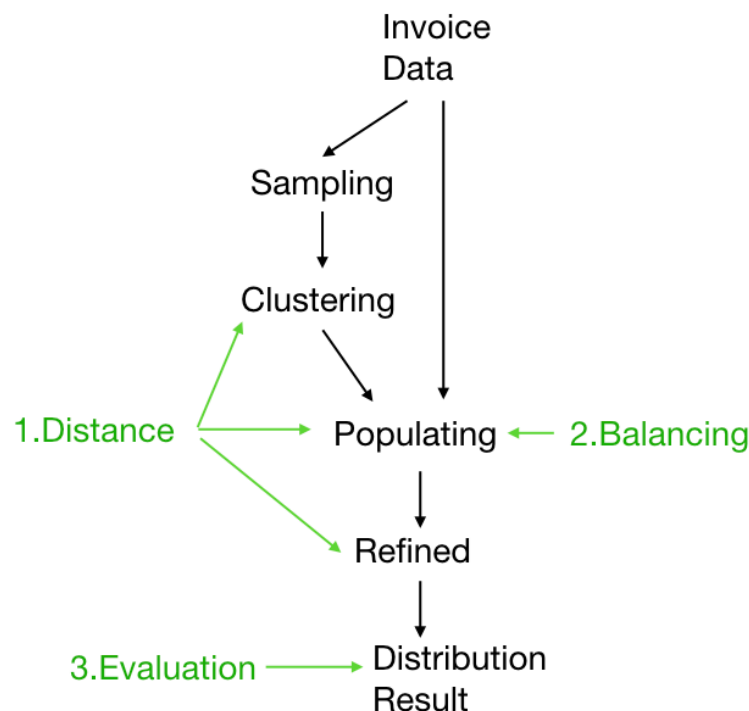 Invoice
Data
Sampling
Clustering
1.Distance
Populating
2.Balancing
Refined
3.Evaluation
Distribution
Result